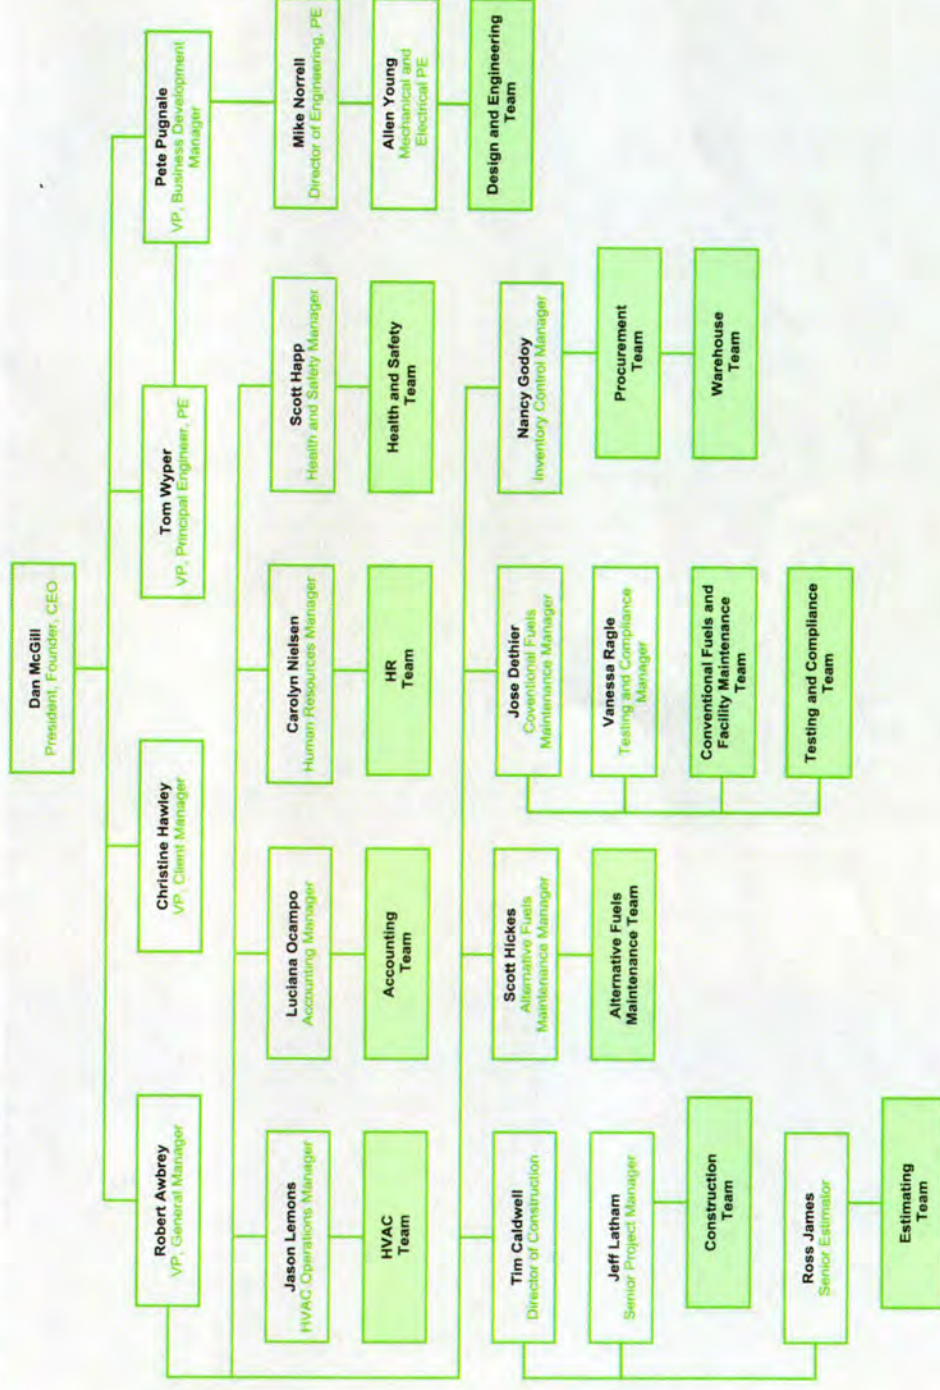 Dan McGill
President, Founder, CEO
Robert Awbrey
VP, General Manager
Christine Hawley
VP, Client Manager
Tom Wyper
VP, Principal Engineer, PE
Pete Pugnale
VP, Business Development
Manager
Jason Lemons
HVAC Operations Manager
HVAC
Team
Luciana Ocampo
Accounting Manager
Accounting
Team
Carolyn Nielsen
Human Resources Manager
HR
Team
Scott Happ
Health and Safety Manager
Health and Safety
Team
Mike Norrell
Director of Engineering, PE
Allen Young
Mechanical and
Electrical PE
Design and Engineering
Team
Tim Caldwell
Director of Construction
Jeff Latham
Senior Project Manager
Construction
Team
Ross James
Senior Estimator
Estimating
Team
Scott Hickes
Alternative Fuels
Maintenance Manager
Alternative Fuels
Maintenance Team
Jose Dethier
Coventional Fuels
Maintenance Manager
Vanessa Ragle
Testing and Compliance
Manager
Conventional Fuels and
Facility Maintenance
Team
Testing and Compliance
Team
Nancy Godoy
Inventory Control Manager
Procurement
Team
Warehouse
Team